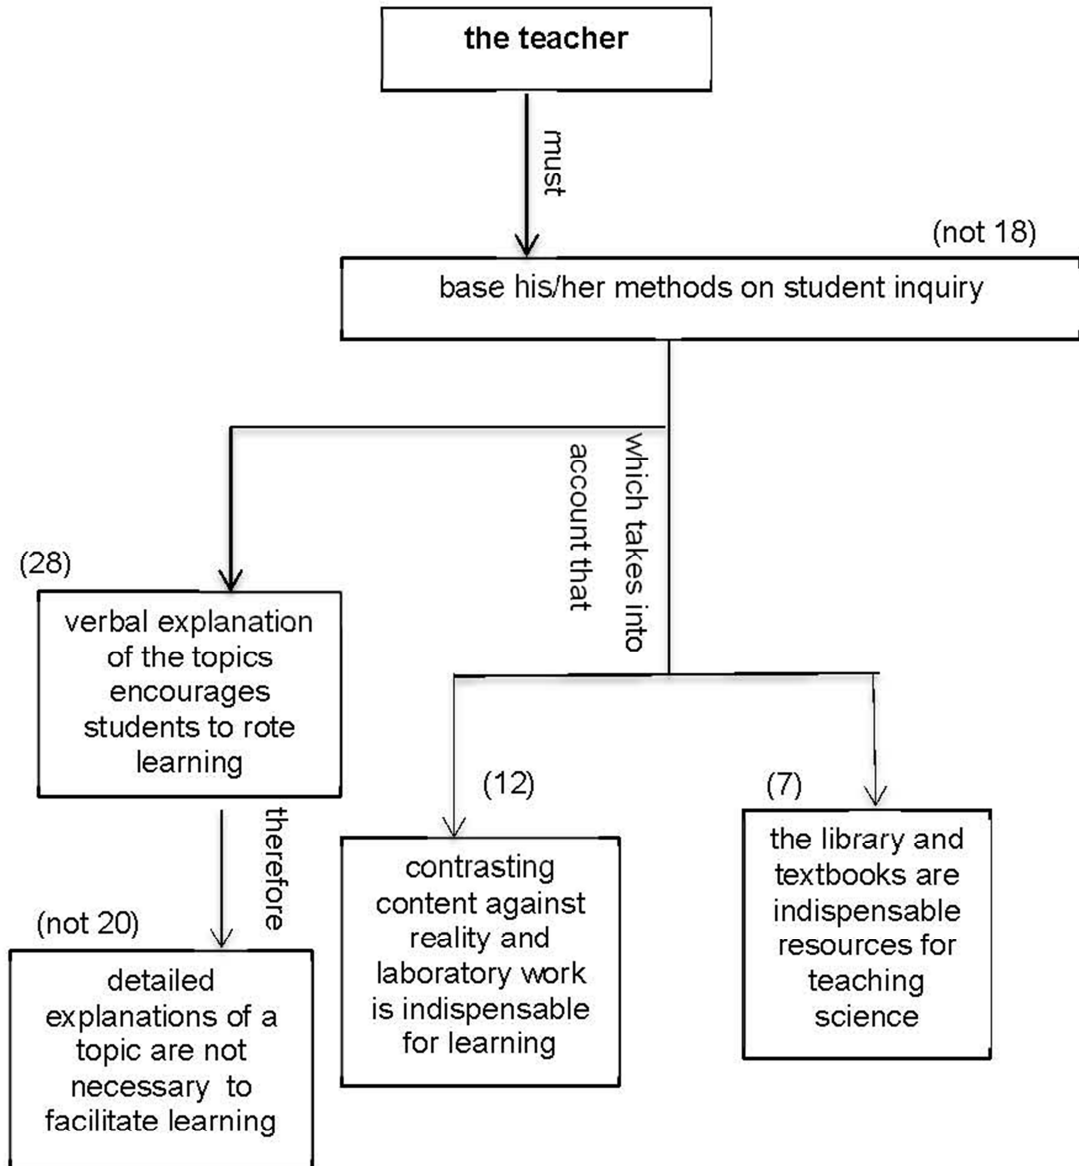 the teacher
must
(not 18)
base his/her methods on student inquiry
which takes into
account that
(28)
verbal explanation
of the topics
encourages
students to rote
learning
therefore
(not 20)
detailed
explanations of a
topic are not
necessary to
facilitate learning
(12)
contrasting
content against
reality and
laboratory work
is indispensable
for learning
(7)
the library and
textbooks are
indispensable
resources for
teaching
science